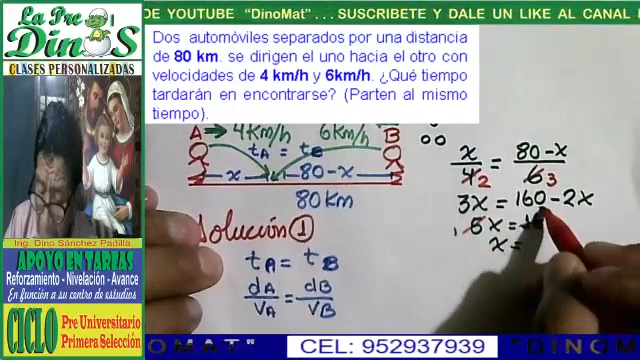 La Pre
DinoS
CLASES PERSONALIZADAS
DE YOUTUBE "DinoMat"... SUSCRIBETE Y DALE UN LIKE AL CANAL
Dos automóviles separados por una distancia
de 80 km. se dirigen el uno hacia el otro con
velocidades de 4 km/h y 6km/h. ¿Qué tiempo
tardarán en encontrarse? (Parten al mismo
tiempo).
A 4Km/h 6Km/h B
tA = tB
x 80-x
80Km
Solución 1
tA = tB
dA/VA = dB/VB
x/4 = 80-x/6
2 3
3x = 160-2x
x =
Ing. Dino Sánchez Padilla
APOYO EN TAREAS
Reforzamiento - Nivelación - Avance
En función a su centro de estudios
CICLO Pre Universitario
Primera Selección
OMAT" CEL: 952937939 "DINOM